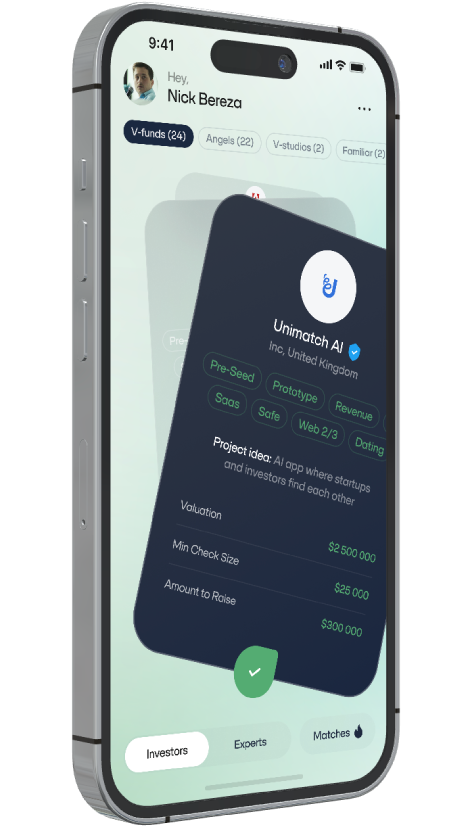 9:41
Hey,
Nick Bereza
V-funds (24)
Angels (22)
V-studios (2)
Familiar (2)
Pre-
Unimatch AI
Inc, United Kingdom
Pre-Seed
Prototype
Revenue
Saas
Safe
Web 2/3
Dating
Project idea: AI app where startups
and investors find each other
Valuation
$2 500 000
Min Check Size
$25 000
Amount to Raise
$300 000
Investors
Experts
Matches